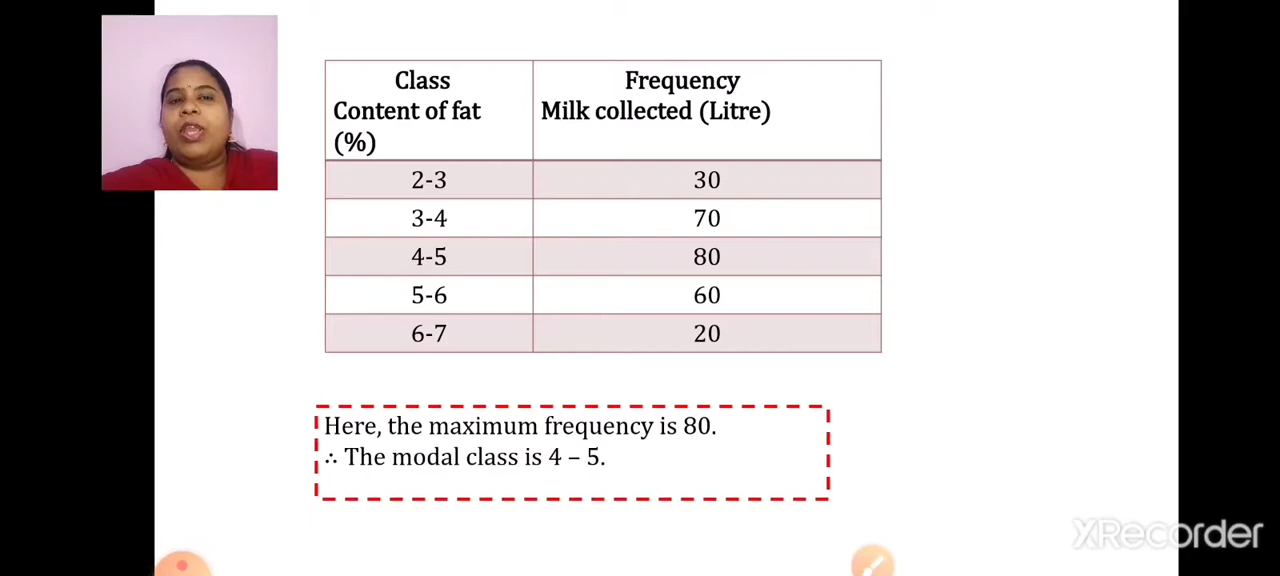 Class
Content of fat
(%)
Frequency
Milk collected (Litre)
2-3 30
3-4 70
4-5 80
5-6 60
6-7 20
Here, the maximum frequency is 80.
∴ The modal class is 4 – 5.
XRecorder